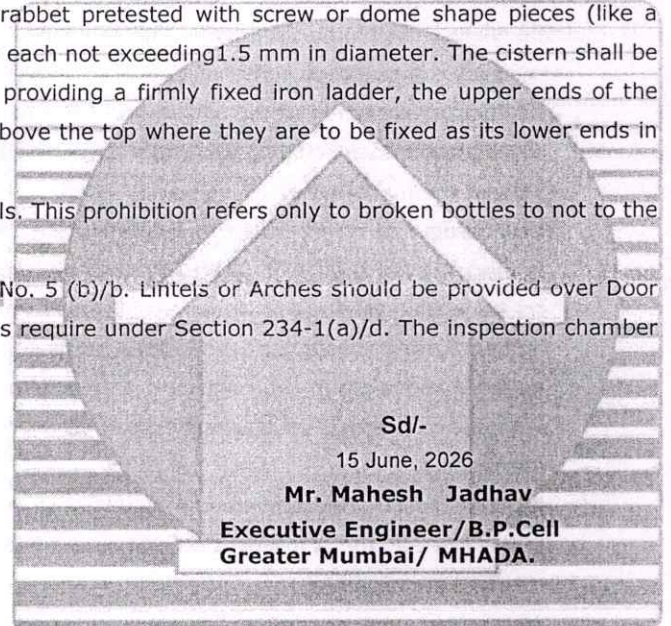 rabbet pretested with screw or dome shape pieces (like a
each not exceeding1.5 mm in diameter. The cistern shall be
providing a firmly fixed iron ladder, the upper ends of the
bove the top where they are to be fixed as its lower ends in
ls. This prohibition refers only to broken bottles to not to the
No. 5 (b)/b. Lintels or Arches should be provided over Door
s require under Section 234-1(a)/d. The inspection chamber
Sd/-
15 June, 2026
Mr. Mahesh Jadhav
Executive Engineer/B.P.Cell
Greater Mumbai/ MHADA.